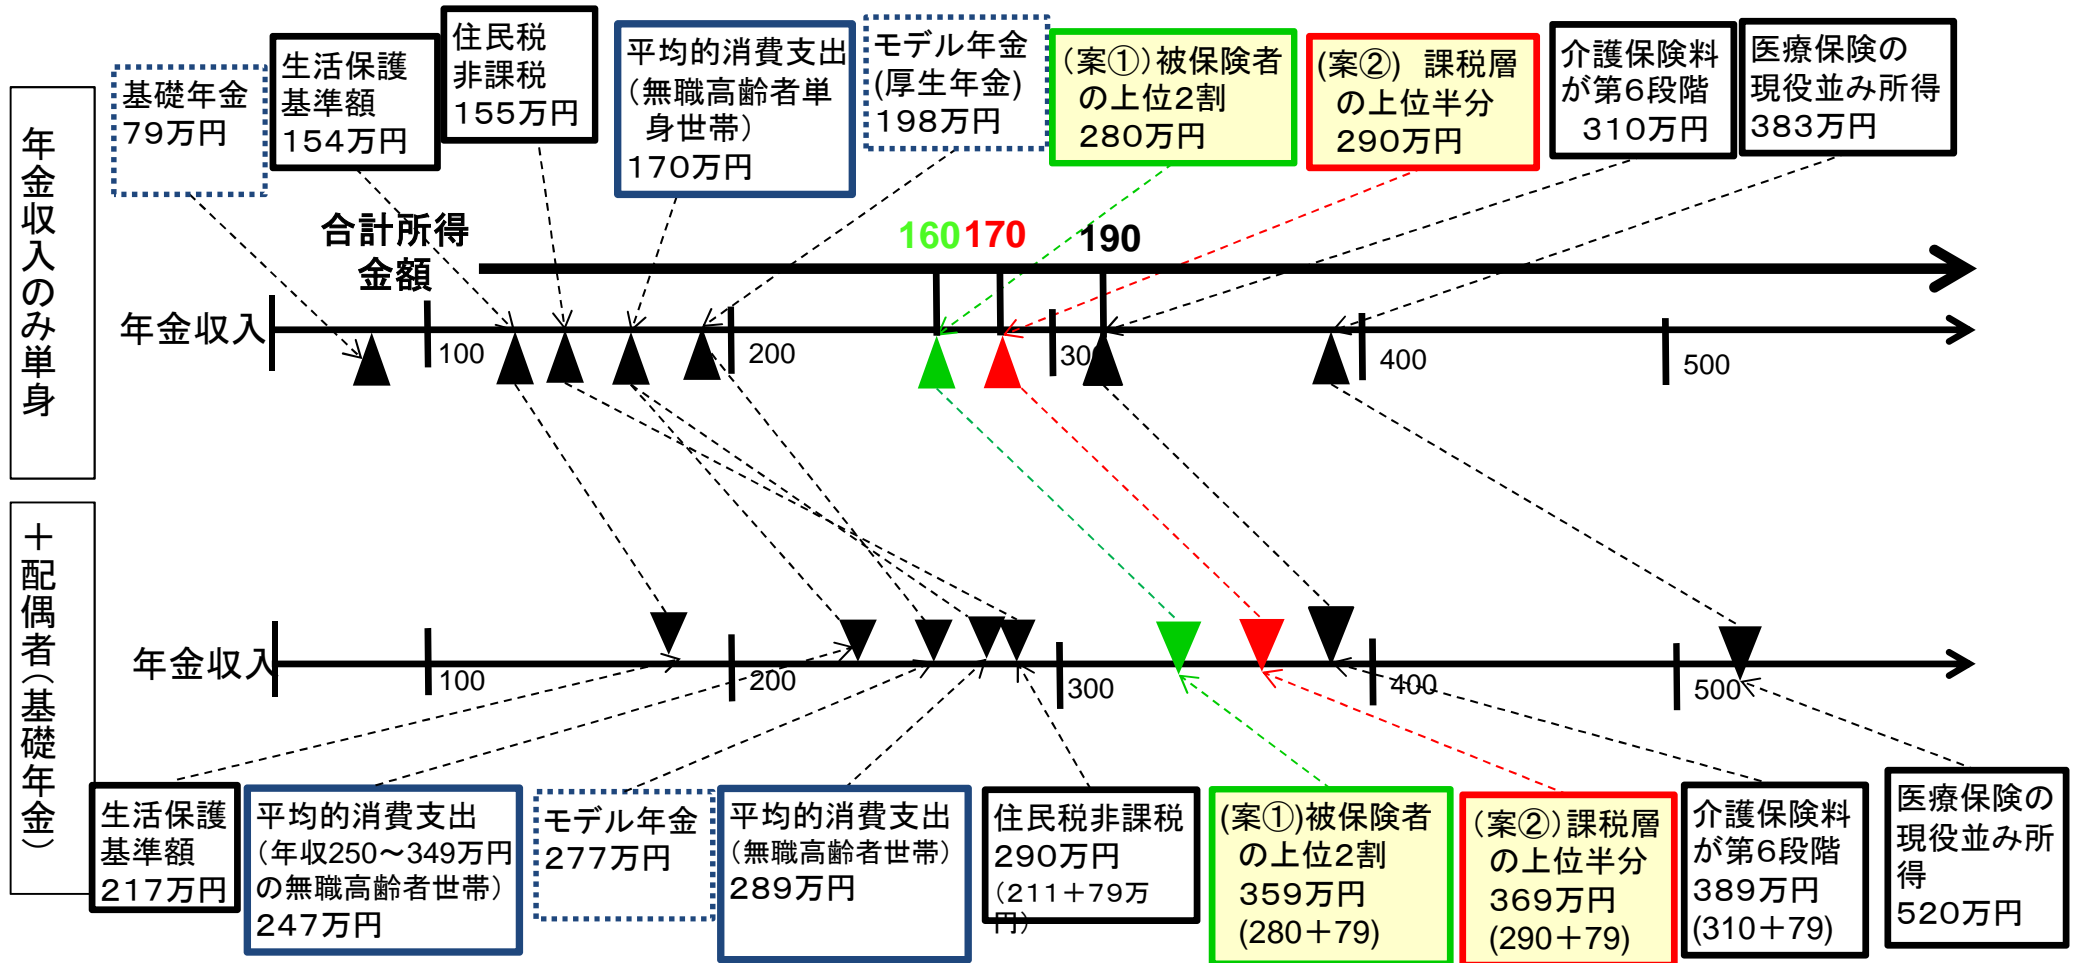 年金収入のみ単身
基礎年金
79万円
生活保護
基準額
154万円
住民税
非課税
155万円
平均的消費支出
(無職高齢者単
身世帯)
170万円
モデル年金
(厚生年金)
198万円
(案①)被保険者
の上位2割
280万円
(案②) 課税層
の上位半分
290万円
介護保険料
が第6段階
310万円
医療保険の
現役並み所得
383万円
合計所得
金額
160
170
190
年金収入
100
200
300
400
500
+配偶者(基礎年金)
年金収入
100
200
300
400
500
生活保護
基準額
217万円
平均的消費支出
(年収250~349万円
の無職高齢者世帯)
247万円
モデル年金
277万円
平均的消費支出
(無職高齢者世帯)
289万円
住民税非課税
290万円
(211+79万
円)
(案①)被保険者
の上位2割
359万円
(280+79)
(案②)課税層
の上位半分
369万円
(290+79)
介護保険料
が第6段階
389万円
(310+79)
医療保険の
現役並み所
得
520万円